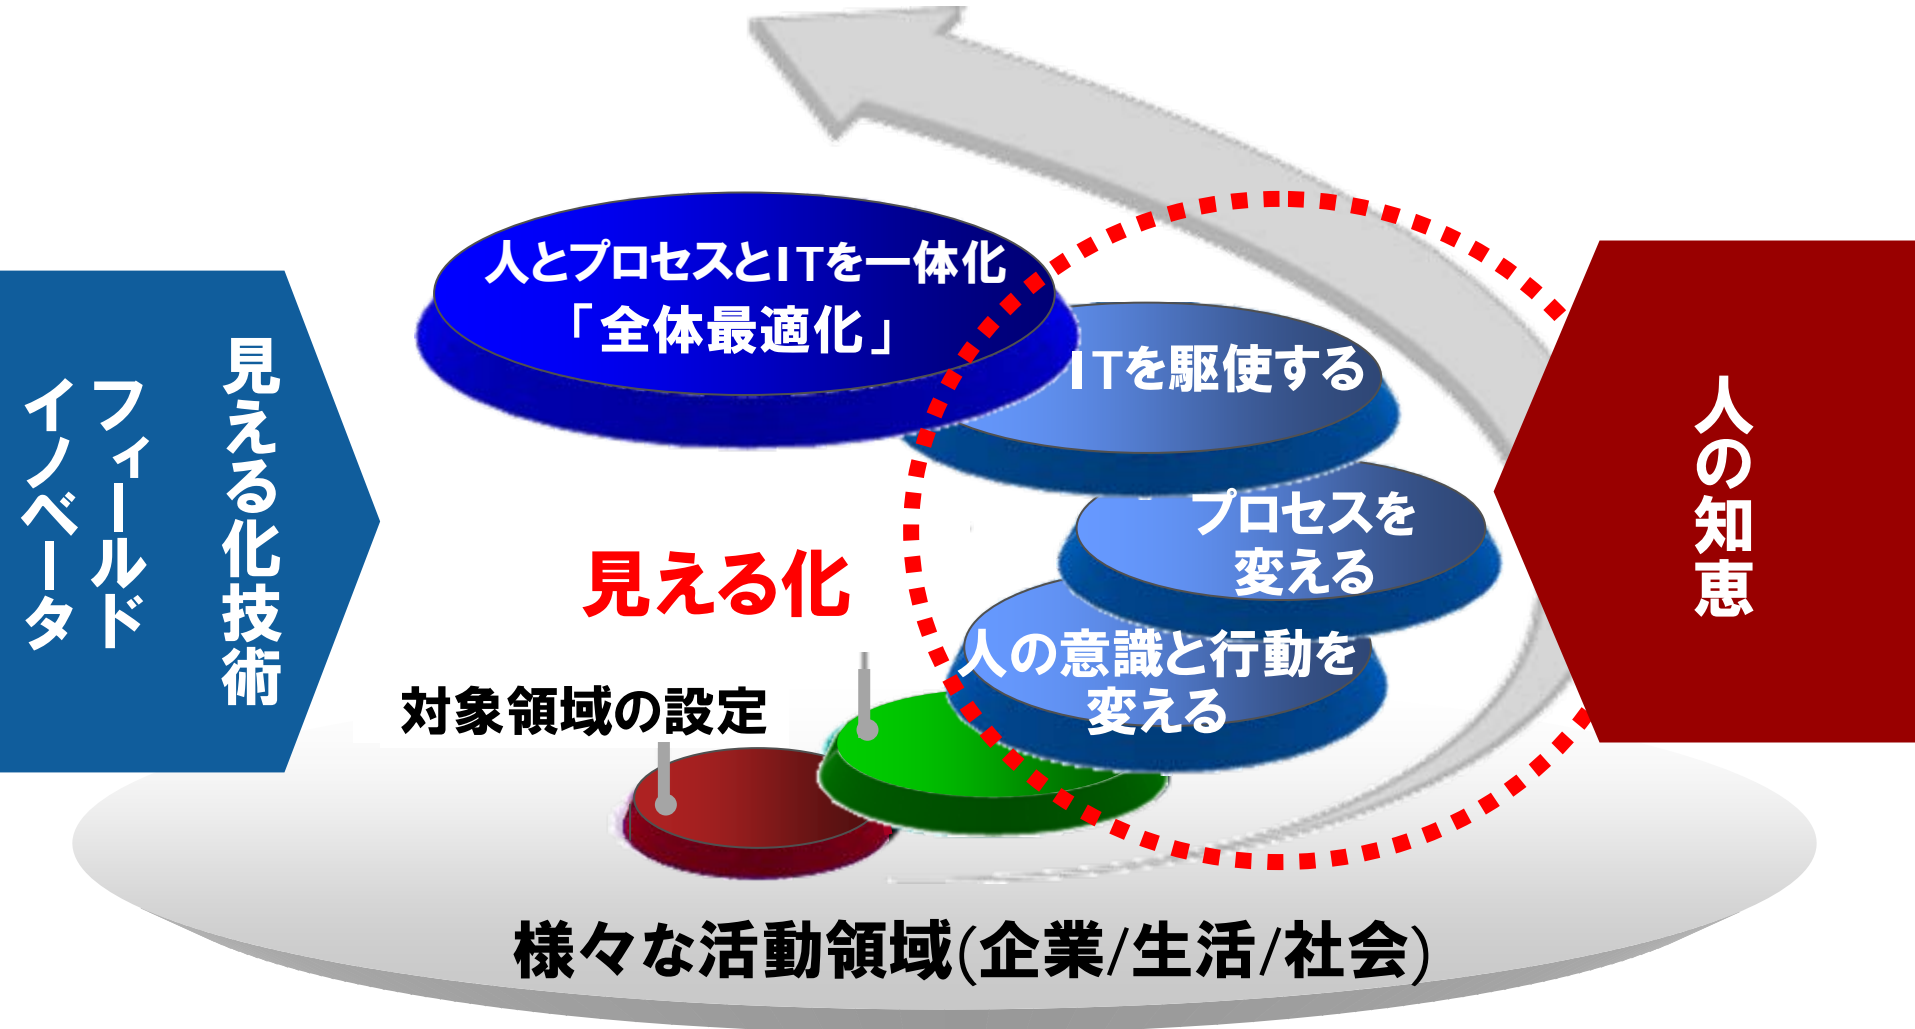 人とプロセスとITを一体化
「全体最適化」
ITを駆使する
プロセスを
変える
人の意識と行動を
変える
見える化
対象領域の設定
見える化技術
フィールド
イノベータ
人の知恵
様々な活動領域(企業/生活/社会)